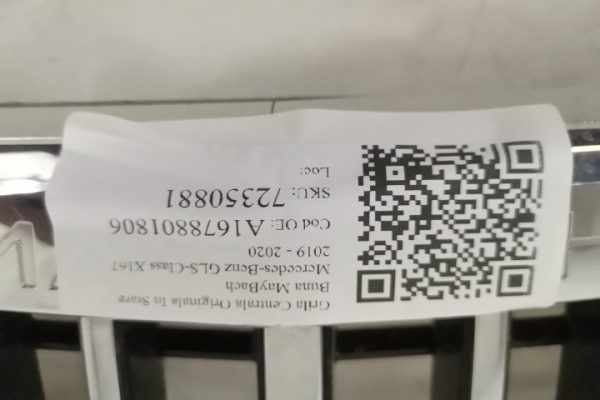 Grila Centrala Originala In Stare
Buna MayBach
Mercedes-Benz GLS-Class X167
2019 - 2020
Cod OE: A16788801806
SKU: 72350881
Loc: